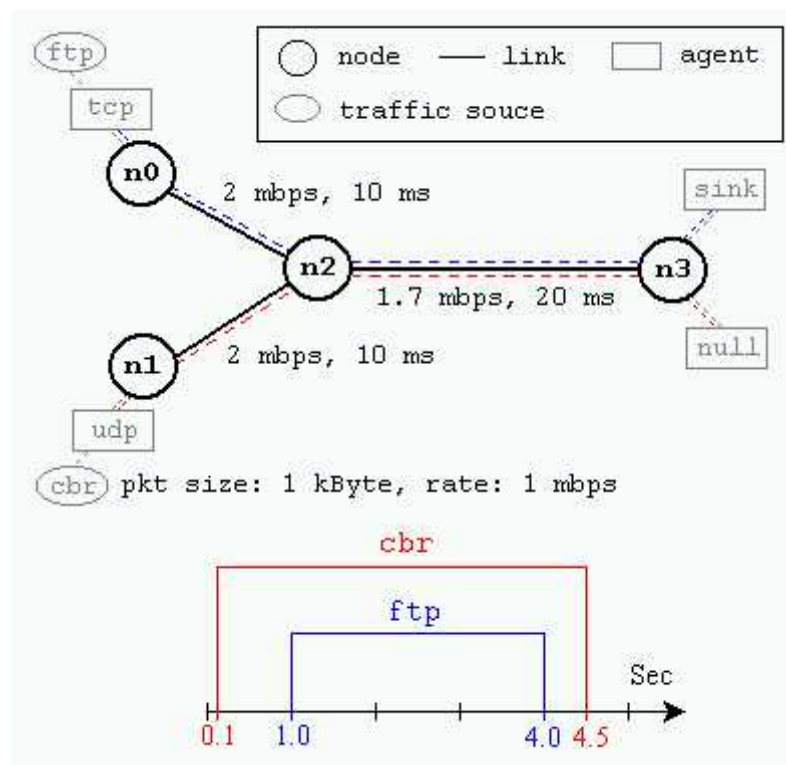 ftp
node link agent
tcp
traffic souce
n0
2 mbps, 10 ms
sink
n2
n3
1.7 mbps, 20 ms
n1
2 mbps, 10 ms
null
udp
cbr pkt size: 1 kByte, rate: 1 mbps
cbr
ftp
Sec
0.1 1.0 4.0 4.5